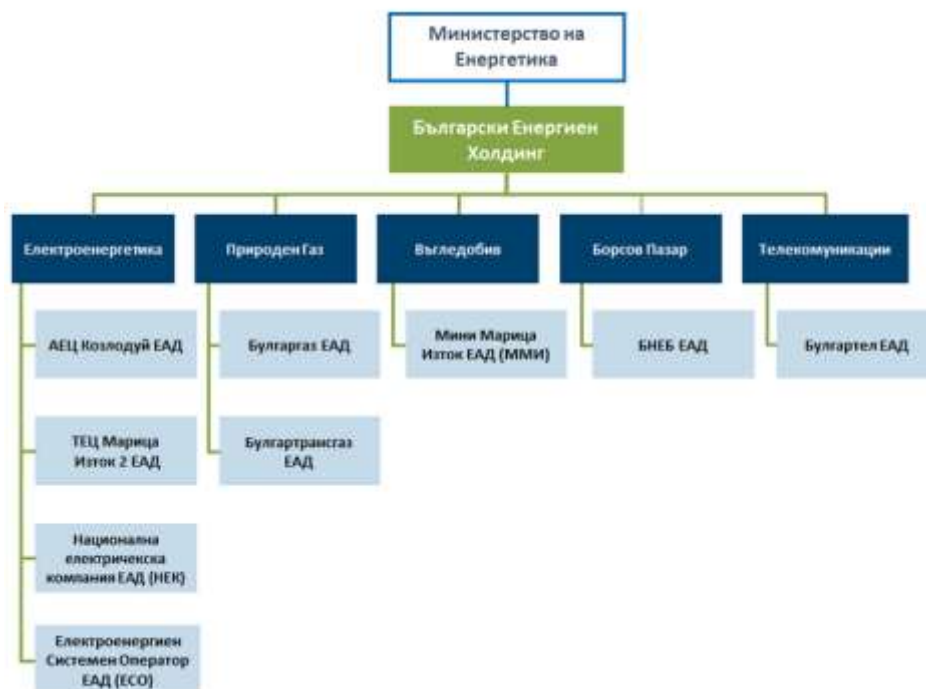 Министерство на
Енергетика
Български Енергиен
Холдинг
Електроенергетика
Природен Газ
Въгледобив
Борсов Пазар
Телекомуникации
АЕЦ Козлодуй ЕАД
Булгаргаз ЕАД
Мини Марица
Изток ЕАД (ММИ)
БНЕБ ЕАД
Булгартел ЕАД
ТЕЦ Марица
Изток 2 ЕАД
Булгартрансгаз
ЕАД
Национална
електричекска
компания ЕАД (НЕК)
Електроенергиен
Системен Оператор
ЕАД (ЕСО)